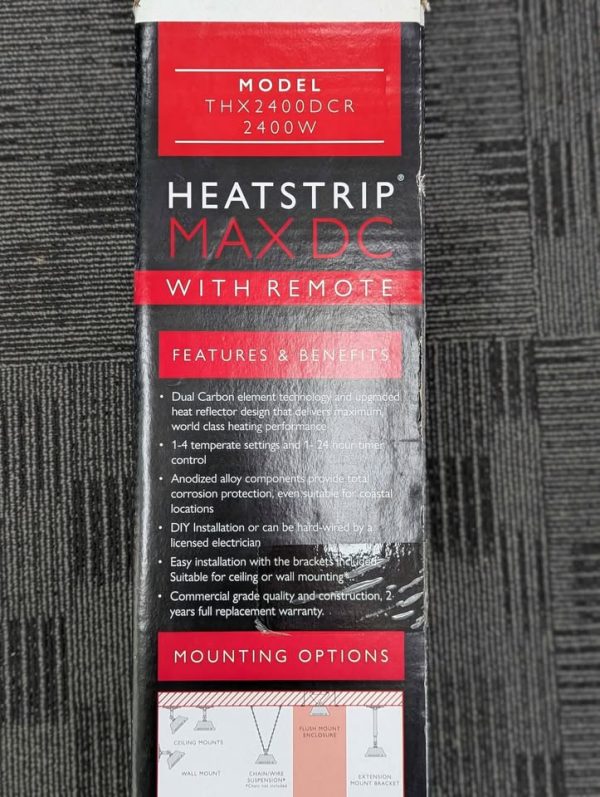 MODEL
THX2400DCR
2400W
HEATSTRIP®
MAX DC
WITH REMOTE
FEATURES & BENEFITS
• Dual Carbon element technology and upgraded
heat reflector design that delivers maximum,
world class heating performance
• 1-4 temperate settings and 1- 24 hour timer
control
• Anodized alloy components provide total
corrosion protection, even suitable for coastal
locations
• DIY Installation or can be hard-wired by a
licensed electrician
• Easy installation with the brackets included.
Suitable for ceiling or wall mounting*
• Commercial grade quality and construction, 2-
years full replacement warranty.
MOUNTING OPTIONS
CEILING MOUNTS
WALL MOUNT
CHAIN/WIRE
SUSPENSION*
*Chain not included
FLUSH MOUNT
ENCLOSURE
EXTENSION
MOUNT BRACKET